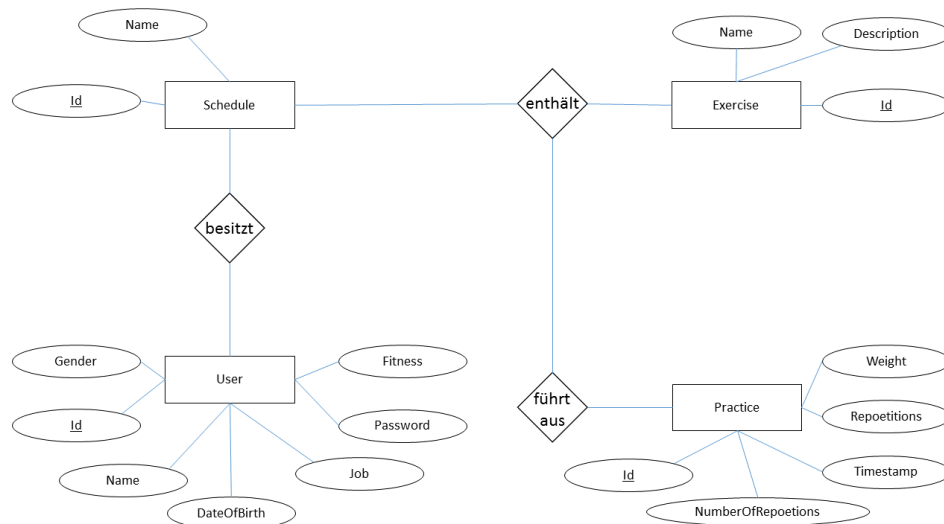 Name
Name
Description
Id
Schedule
enthält
Exercise
Id
besitzt
Gender
User
Fitness
Id
Password
Name
Job
DateOfBirth
führt
aus
Practice
Weight
Repoetitions
Id
Timestamp
NumberOfRepoetions